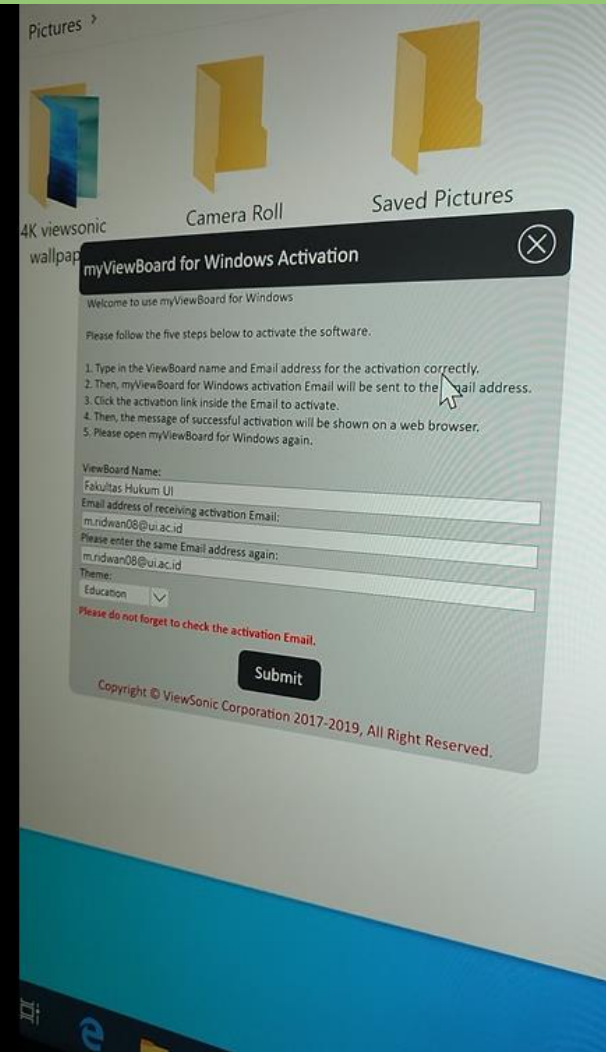 Pictures >
4K viewsonic
wallpap
Camera Roll
Saved Pictures
myViewBoard for Windows Activation
Welcome to use myViewBoard for Windows
Please follow the five steps below to activate the software.
1. Type in the ViewBoard name and Email address for the activation correctly.
2. Then, myViewBoard for Windows activation Email will be sent to the mail address.
3. Click the activation link inside the Email to activate.
4. Then, the message of successful activation will be shown on a web browser.
5. Please open myViewBoard for Windows again.
ViewBoard Name:
Fakultas Hukum UI
Email address of receiving activation Email:
m.ridwan08@ui.ac.id
Please enter the same Email address again:
m.ridwan08@ui.ac.id
Theme:
Education
Please do not forget to check the activation Email.
Submit
Copyright © ViewSonic Corporation 2017-2019, All Right Reserved.